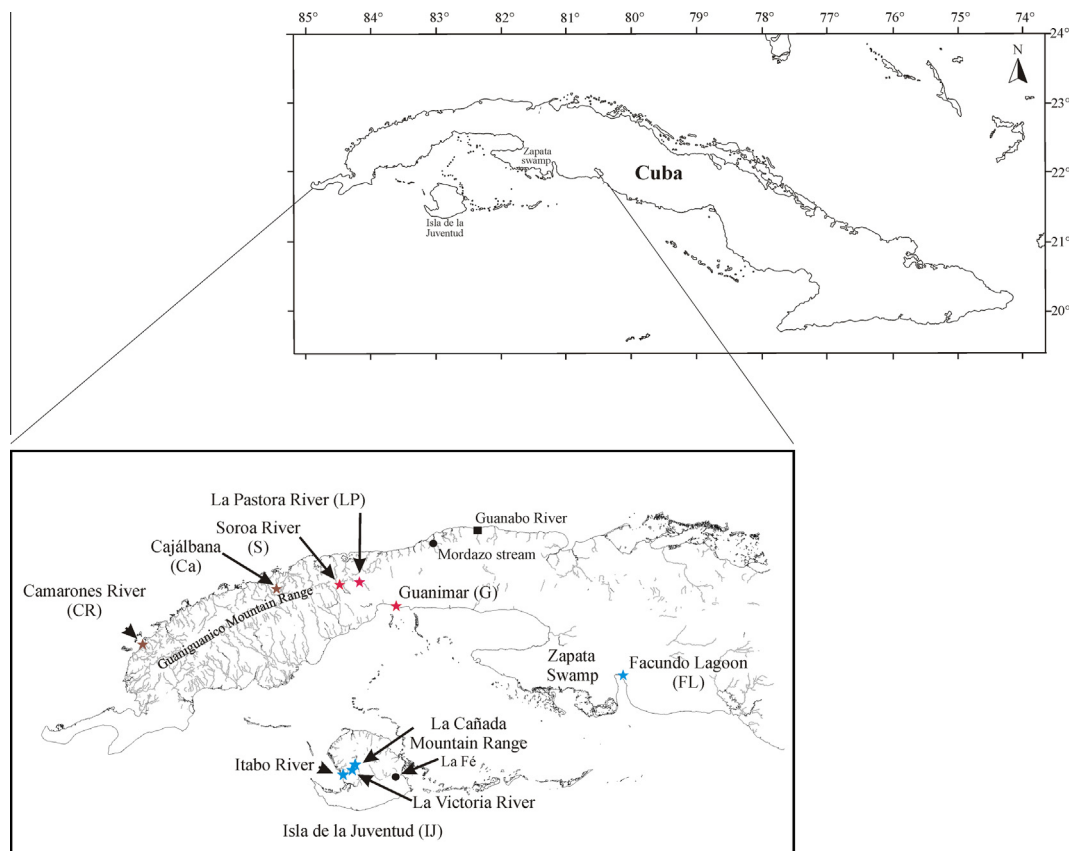 85° 84° 83° 82° 81° 80° 79° 78° 77° 76° 75° 74°
24°
N
23°
Zapata
swamp
Cuba
22°
Isla de la
Juventud
21°
20°
La Pastora River (LP)
Soroa River
(S)
Guanabo River
Cajálbana
(Ca)
Mordazo stream
Camarones River
(CR)
Guaniguanico Mountain Range
Guanimar (G)
Zapata
Swamp
Facundo Lagoon
(FL)
La Cañada
Mountain Range
La Fé
Itabo River
La Victoria River
Isla de la Juventud (IJ)